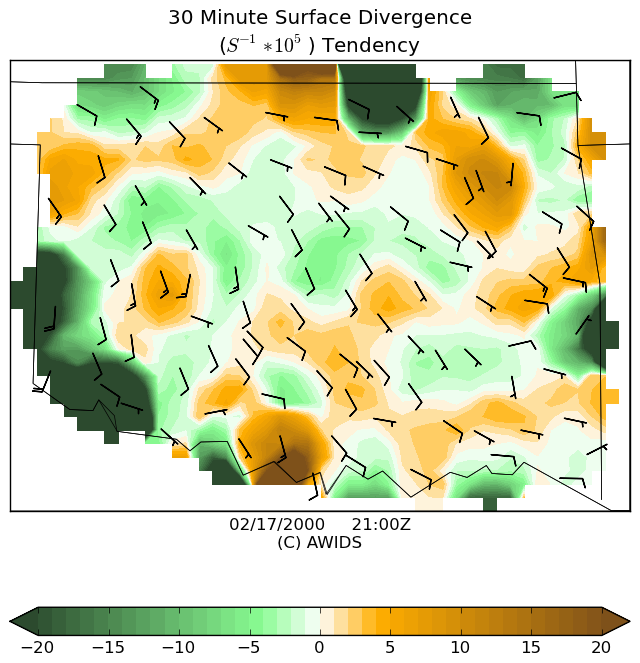 30 Minute Surface Divergence
(S⁻¹ * 10⁵ ) Tendency
02/17/2000 21:00Z
(C) AWIDS
−20 −15 −10 −5 0 5 10 15 20